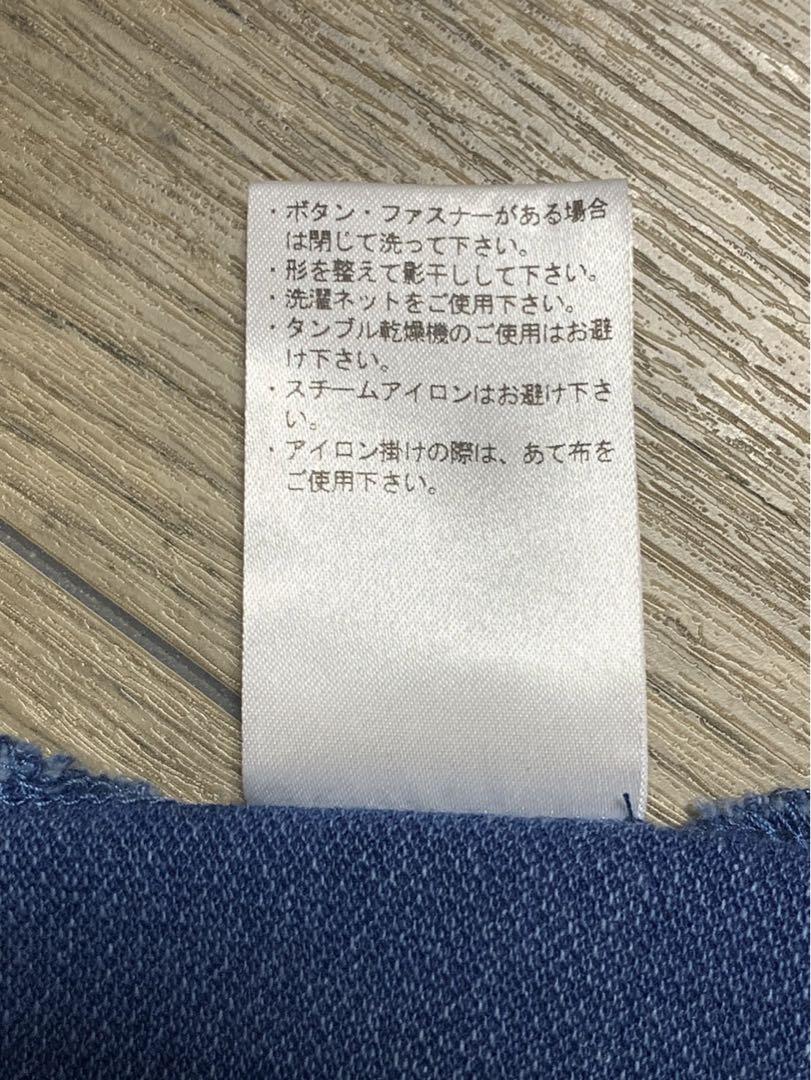 ・ボタン・ファスナーがある場合
は閉じて洗って下さい。
・形を整えて影干しして下さい。
・洗濯ネットをご使用下さい。
・タンブル乾燥機のご使用はお避
け下さい。
・スチームアイロンはお避け下さ
い。
・アイロン掛けの際は、あて布を
ご使用下さい。